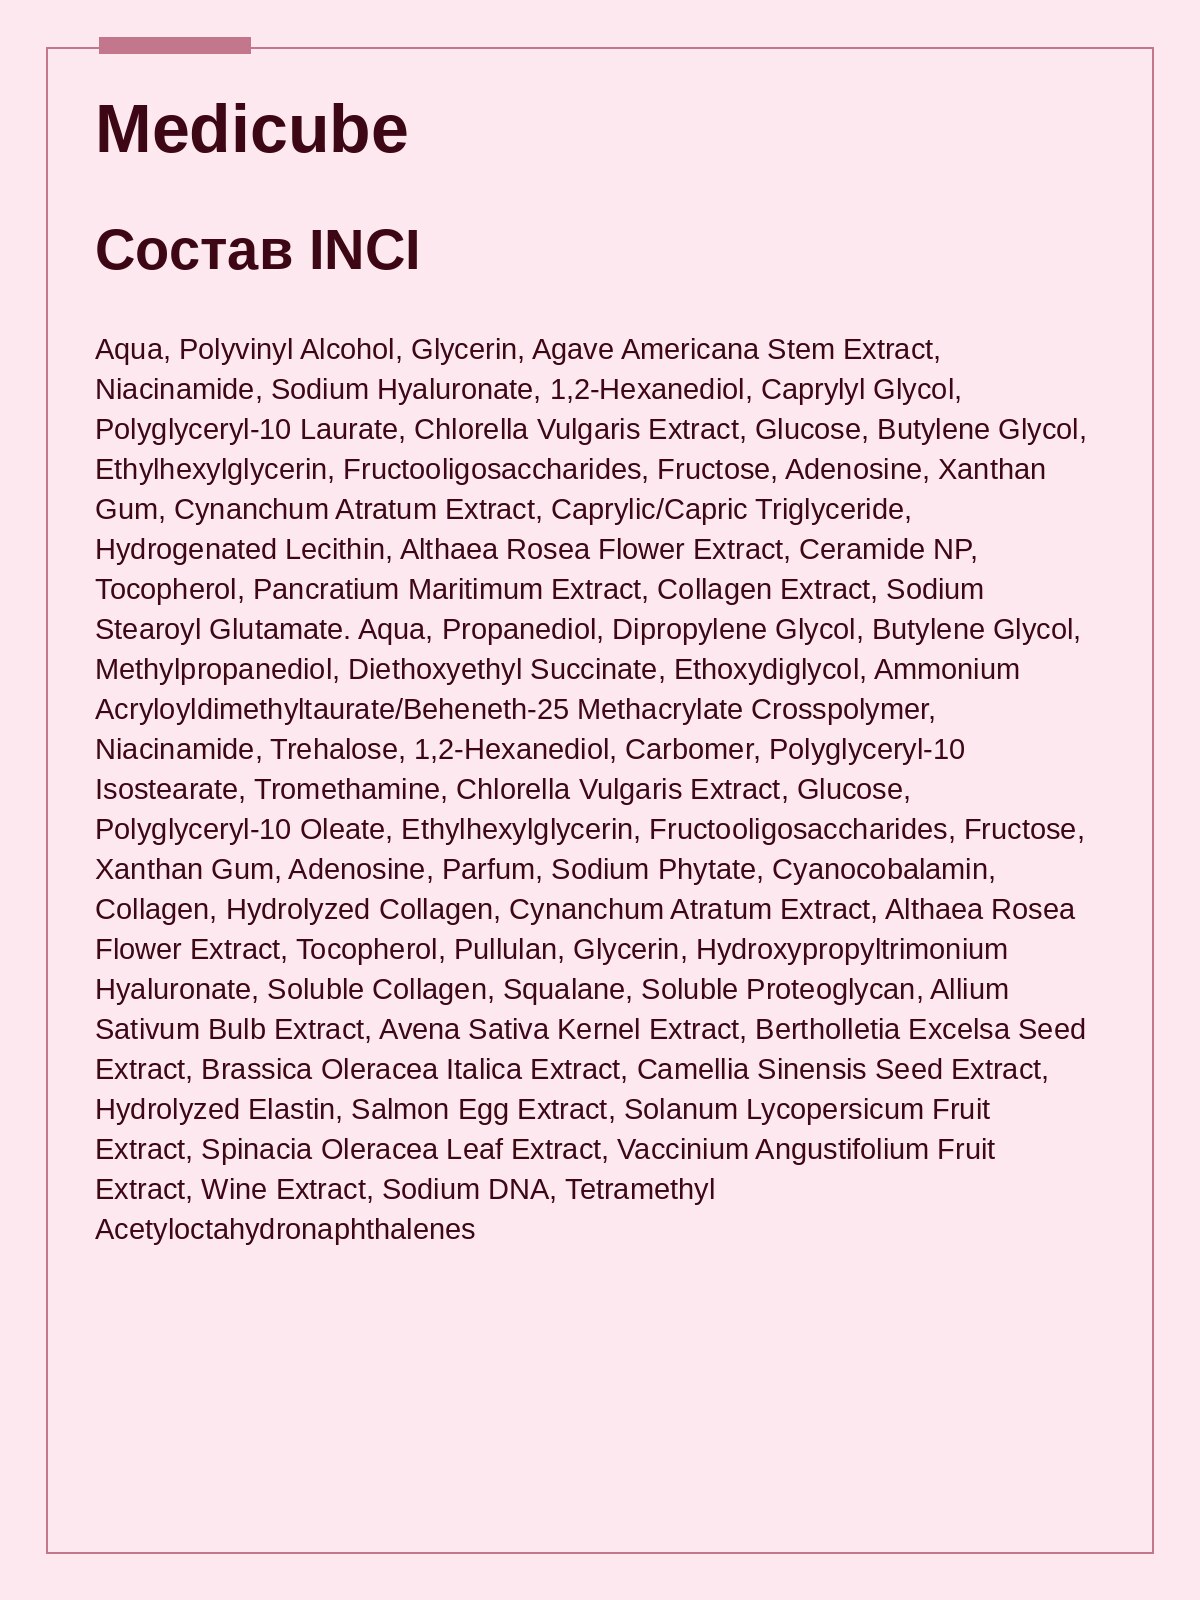 Medicube
Состав INCI
Aqua, Polyvinyl Alcohol, Glycerin, Agave Americana Stem Extract,
Niacinamide, Sodium Hyaluronate, 1,2-Hexanediol, Caprylyl Glycol,
Polyglyceryl-10 Laurate, Chlorella Vulgaris Extract, Glucose, Butylene Glycol,
Ethylhexylglycerin, Fructooligosaccharides, Fructose, Adenosine, Xanthan
Gum, Cynanchum Atratum Extract, Caprylic/Capric Triglyceride,
Hydrogenated Lecithin, Althaea Rosea Flower Extract, Ceramide NP,
Tocopherol, Pancratium Maritimum Extract, Collagen Extract, Sodium
Stearoyl Glutamate. Aqua, Propanediol, Dipropylene Glycol, Butylene Glycol,
Methylpropanediol, Diethoxyethyl Succinate, Ethoxydiglycol, Ammonium
Acryloyldimethyltaurate/Beheneth-25 Methacrylate Crosspolymer,
Niacinamide, Trehalose, 1,2-Hexanediol, Carbomer, Polyglyceryl-10
Isostearate, Tromethamine, Chlorella Vulgaris Extract, Glucose,
Polyglyceryl-10 Oleate, Ethylhexylglycerin, Fructooligosaccharides, Fructose,
Xanthan Gum, Adenosine, Parfum, Sodium Phytate, Cyanocobalamin,
Collagen, Hydrolyzed Collagen, Cynanchum Atratum Extract, Althaea Rosea
Flower Extract, Tocopherol, Pullulan, Glycerin, Hydroxypropyltrimonium
Hyaluronate, Soluble Collagen, Squalane, Soluble Proteoglycan, Allium
Sativum Bulb Extract, Avena Sativa Kernel Extract, Bertholletia Excelsa Seed
Extract, Brassica Oleracea Italica Extract, Camellia Sinensis Seed Extract,
Hydrolyzed Elastin, Salmon Egg Extract, Solanum Lycopersicum Fruit
Extract, Spinacia Oleracea Leaf Extract, Vaccinium Angustifolium Fruit
Extract, Wine Extract, Sodium DNA, Tetramethyl
Acetyloctahydronaphthalenes